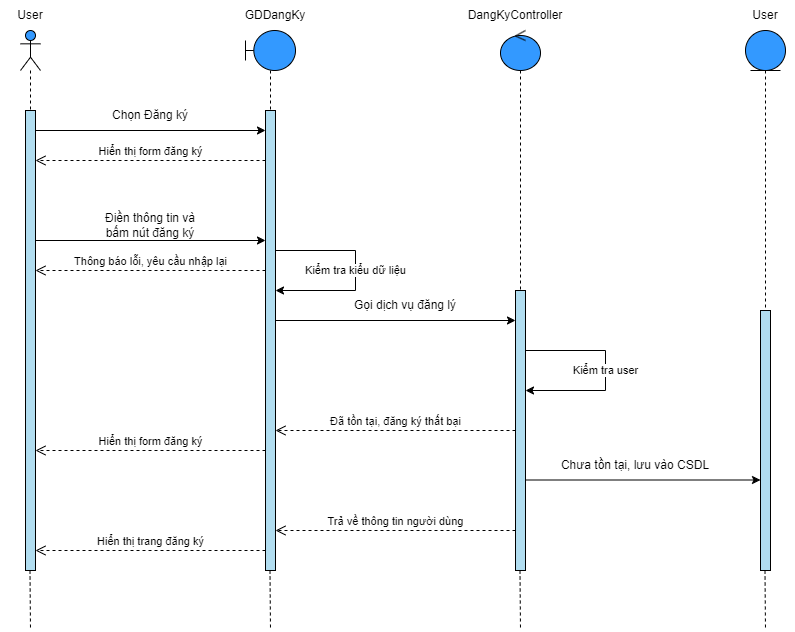 User
GDDangKy
DangKyController
User
Chọn Đăng ký
Hiển thị form đăng ký
Điền thông tin và
bấm nút đăng ký
Thông báo lỗi, yêu cầu nhập lại
Kiểm tra kiểu dữ liệu
Gọi dịch vụ đăng lý
Kiểm tra user
Đã tồn tại, đăng ký thất bại
Hiển thị form đăng ký
Chưa tồn tại, lưu vào CSDL
Trả về thông tin người dùng
Hiển thị trang đăng ký